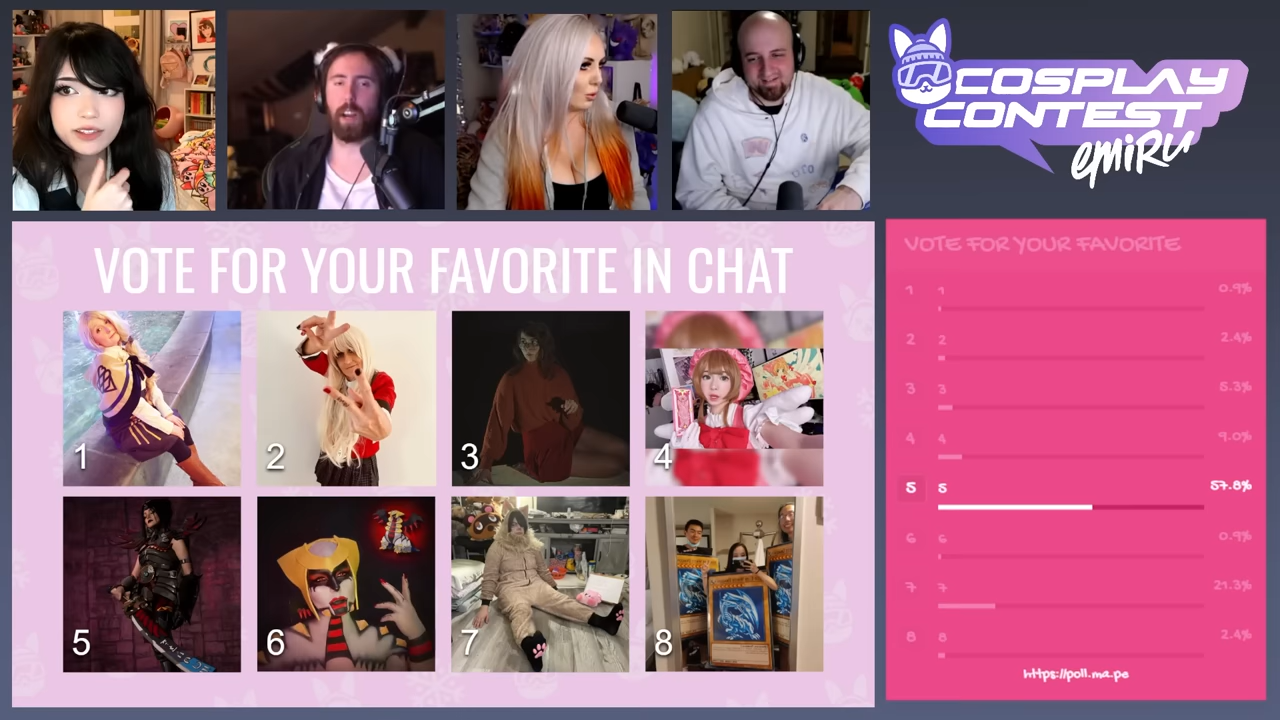 COSPLAY
CONTEST
emiru
VOTE FOR YOUR FAVORITE IN CHAT
1
2
3
4
5
6
7
8
VOTE FOR YOUR FAVORITE
1 1 0.9%
2 2 2.4%
3 3 5.3%
4 4 9.0%
5 5 57.8%
6 6 0.9%
7 7 21.3%
8 8 2.4%
https://poll.ma.pe